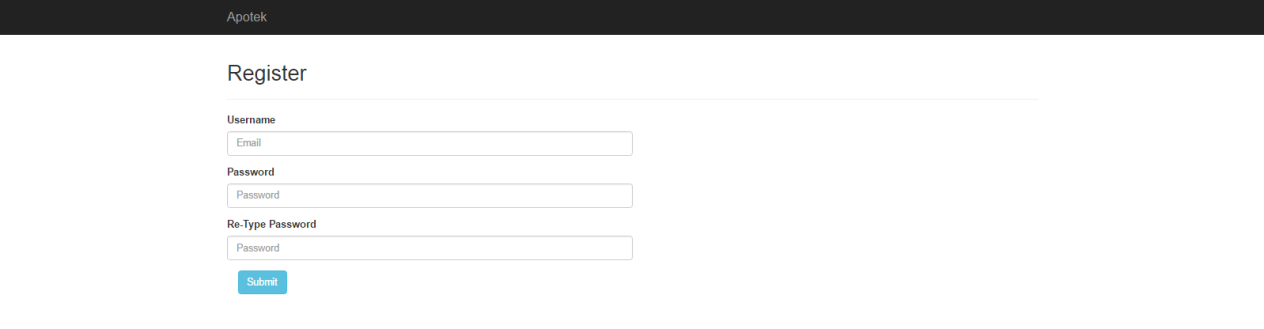 Apotek
Register
Username
Email
Password
Password
Re-Type Password
Password
Submit